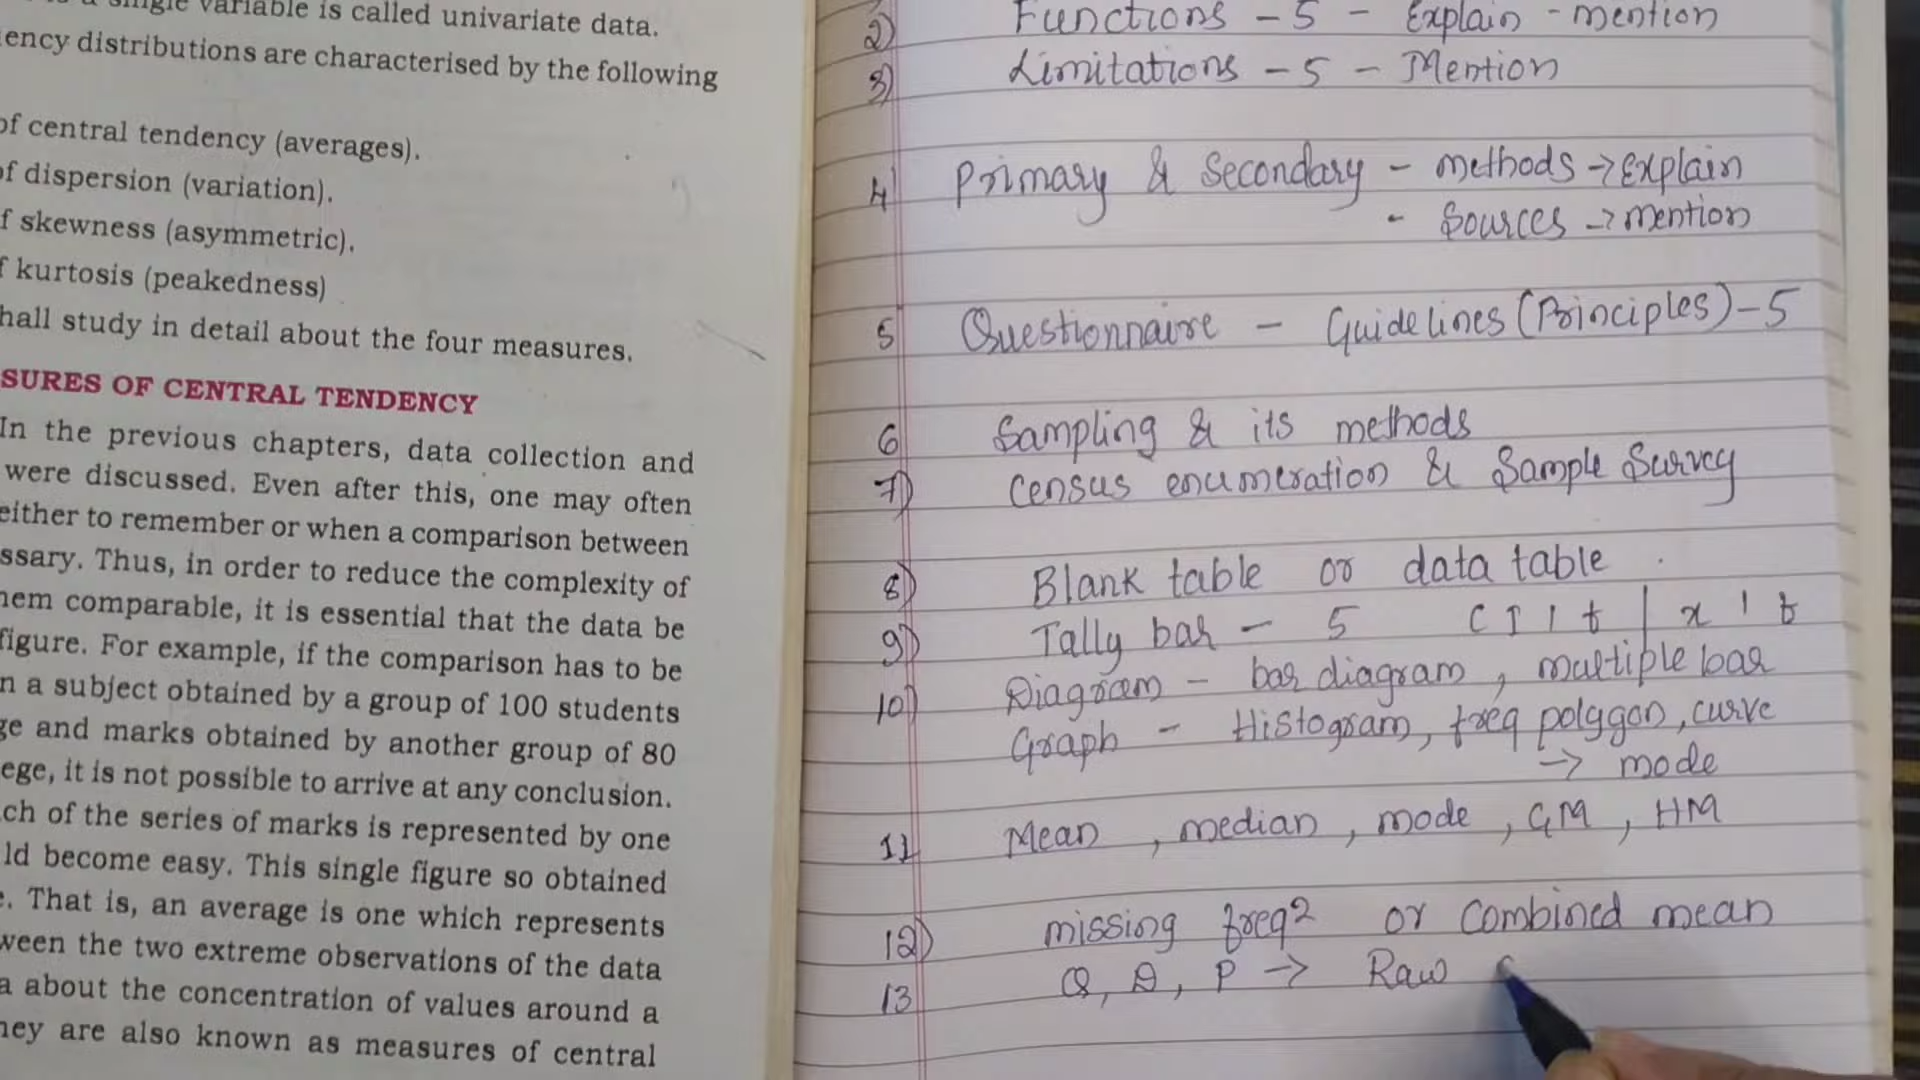 single variable is called univariate data.
ency distributions are characterised by the following
of central tendency (averages).
of dispersion (variation).
f skewness (asymmetric).
f kurtosis (peakedness)
hall study in detail about the four measures.
SURES OF CENTRAL TENDENCY
In the previous chapters, data collection and
were discussed. Even after this, one may often
either to remember or when a comparison between
ssary. Thus, in order to reduce the complexity of
hem comparable, it is essential that the data be
figure. For example, if the comparison has to be
n a subject obtained by a group of 100 students
ge and marks obtained by another group of 80
ege, it is not possible to arrive at any conclusion.
ch of the series of marks is represented by one
ld become easy. This single figure so obtained
e. That is, an average is one which represents
ween the two extreme observations of the data
a about the concentration of values around a
hey are also known as measures of central
2) Functions - 5 - Explain - mention
3) Limitations - 5 - Mention
4 Primary & Secondary - methods → Explain
- Sources → mention
5 Questionnaire - Guidelines (Principles) - 5
6 Sampling & its methods
7) Census enumeration & Sample Survey
8) Blank table or data table
9) Tally bar - 5 CI | f | x | f
10) Diagram - bar diagram, multiple bar
Graph - Histogram, freq polygon, curve
→ mode
11 Mean, median, mode, GM, HM
12) missing freq2 or Combined mean
13 Q, D, P → Raw